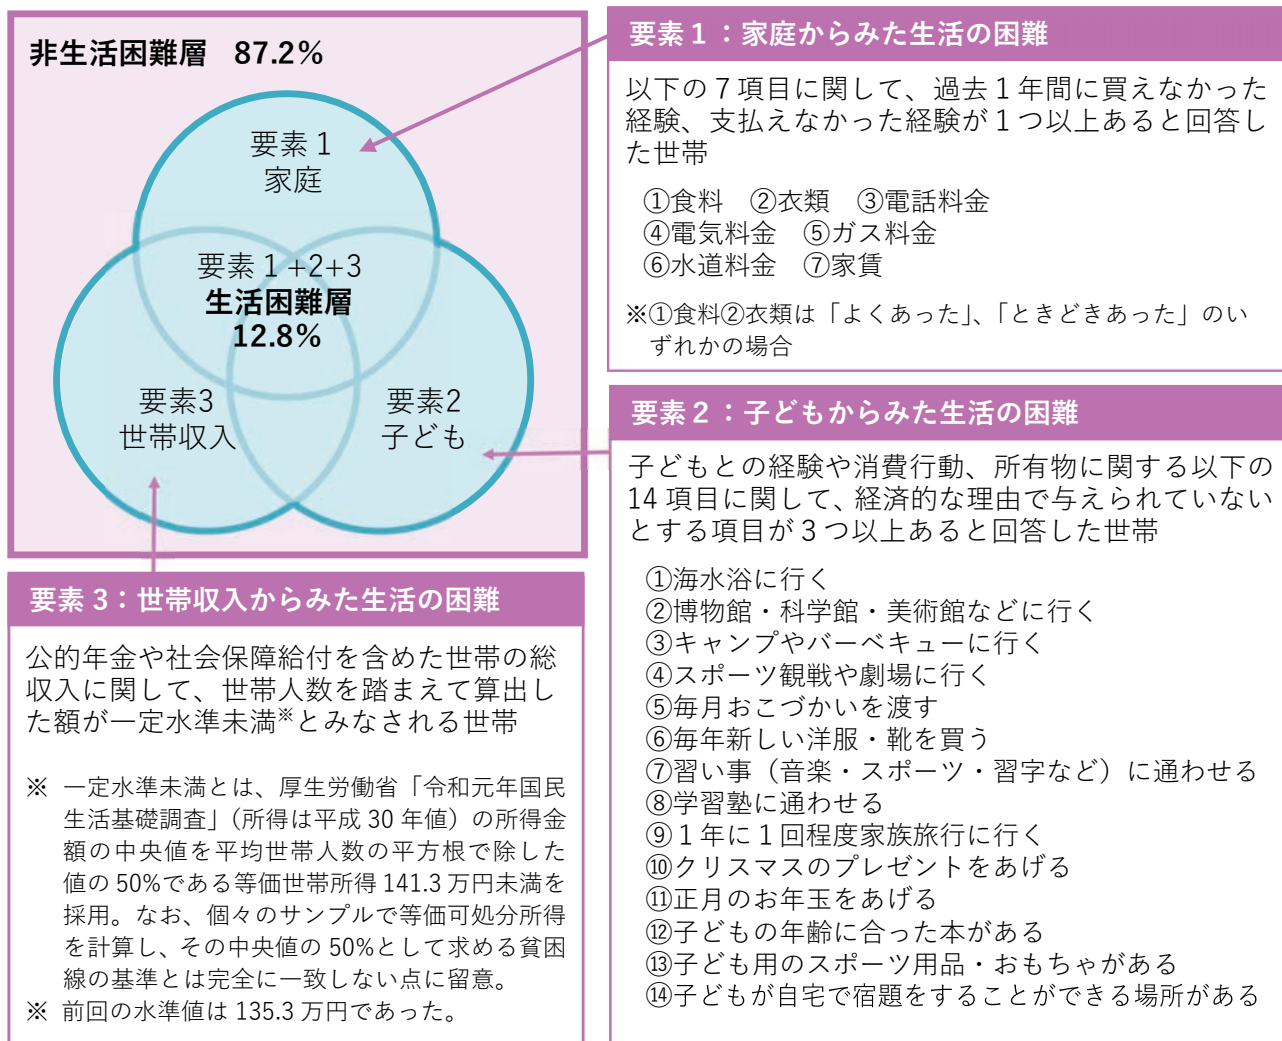 非生活困難層 87.2%
要素1
家庭
要素1+2+3
生活困難層
12.8%
要素3
世帯収入
要素2
子ども
要素1：家庭からみた生活の困難
以下の7項目に関して、過去1年間に買えなかった
経験、支払えなかった経験が1つ以上あると回答し
た世帯
①食料 ②衣類 ③電話料金
④電気料金 ⑤ガス料金
⑥水道料金 ⑦家賃
※①食料②衣類は「よくあった」、「ときどきあった」のい
ずれかの場合
要素2：子どもからみた生活の困難
子どもとの経験や消費行動、所有物に関する以下の
14項目に関して、経済的な理由で与えられていない
とする項目が3つ以上あると回答した世帯
①海水浴に行く
②博物館・科学館・美術館などに行く
③キャンプやバーベキューに行く
④スポーツ観戦や劇場に行く
⑤毎月おこづかいを渡す
⑥毎年新しい洋服・靴を買う
⑦習い事（音楽・スポーツ・習字など）に通わせる
⑧学習塾に通わせる
⑨1年に1回程度家族旅行に行く
⑩クリスマスのプレゼントをあげる
⑪正月のお年玉をあげる
⑫子どもの年齢に合った本がある
⑬子ども用のスポーツ用品・おもちゃがある
⑭子どもが自宅で宿題をすることができる場所がある
要素3：世帯収入からみた生活の困難
公的年金や社会保障給付を含めた世帯の総
収入に関して、世帯人数を踏まえて算出し
た額が一定水準未満※とみなされる世帯
※ 一定水準未満とは、厚生労働省「令和元年国民
生活基礎調査」（所得は平成30年値）の所得金
額の中央値を平均世帯人数の平方根で除した
値の50%である等価世帯所得141.3万円未満を
採用。なお、個々のサンプルで等価可処分所得
を計算し、その中央値の50%として求める貧困
線の基準とは完全に一致しない点に留意。
※ 前回の水準値は135.3万円であった。